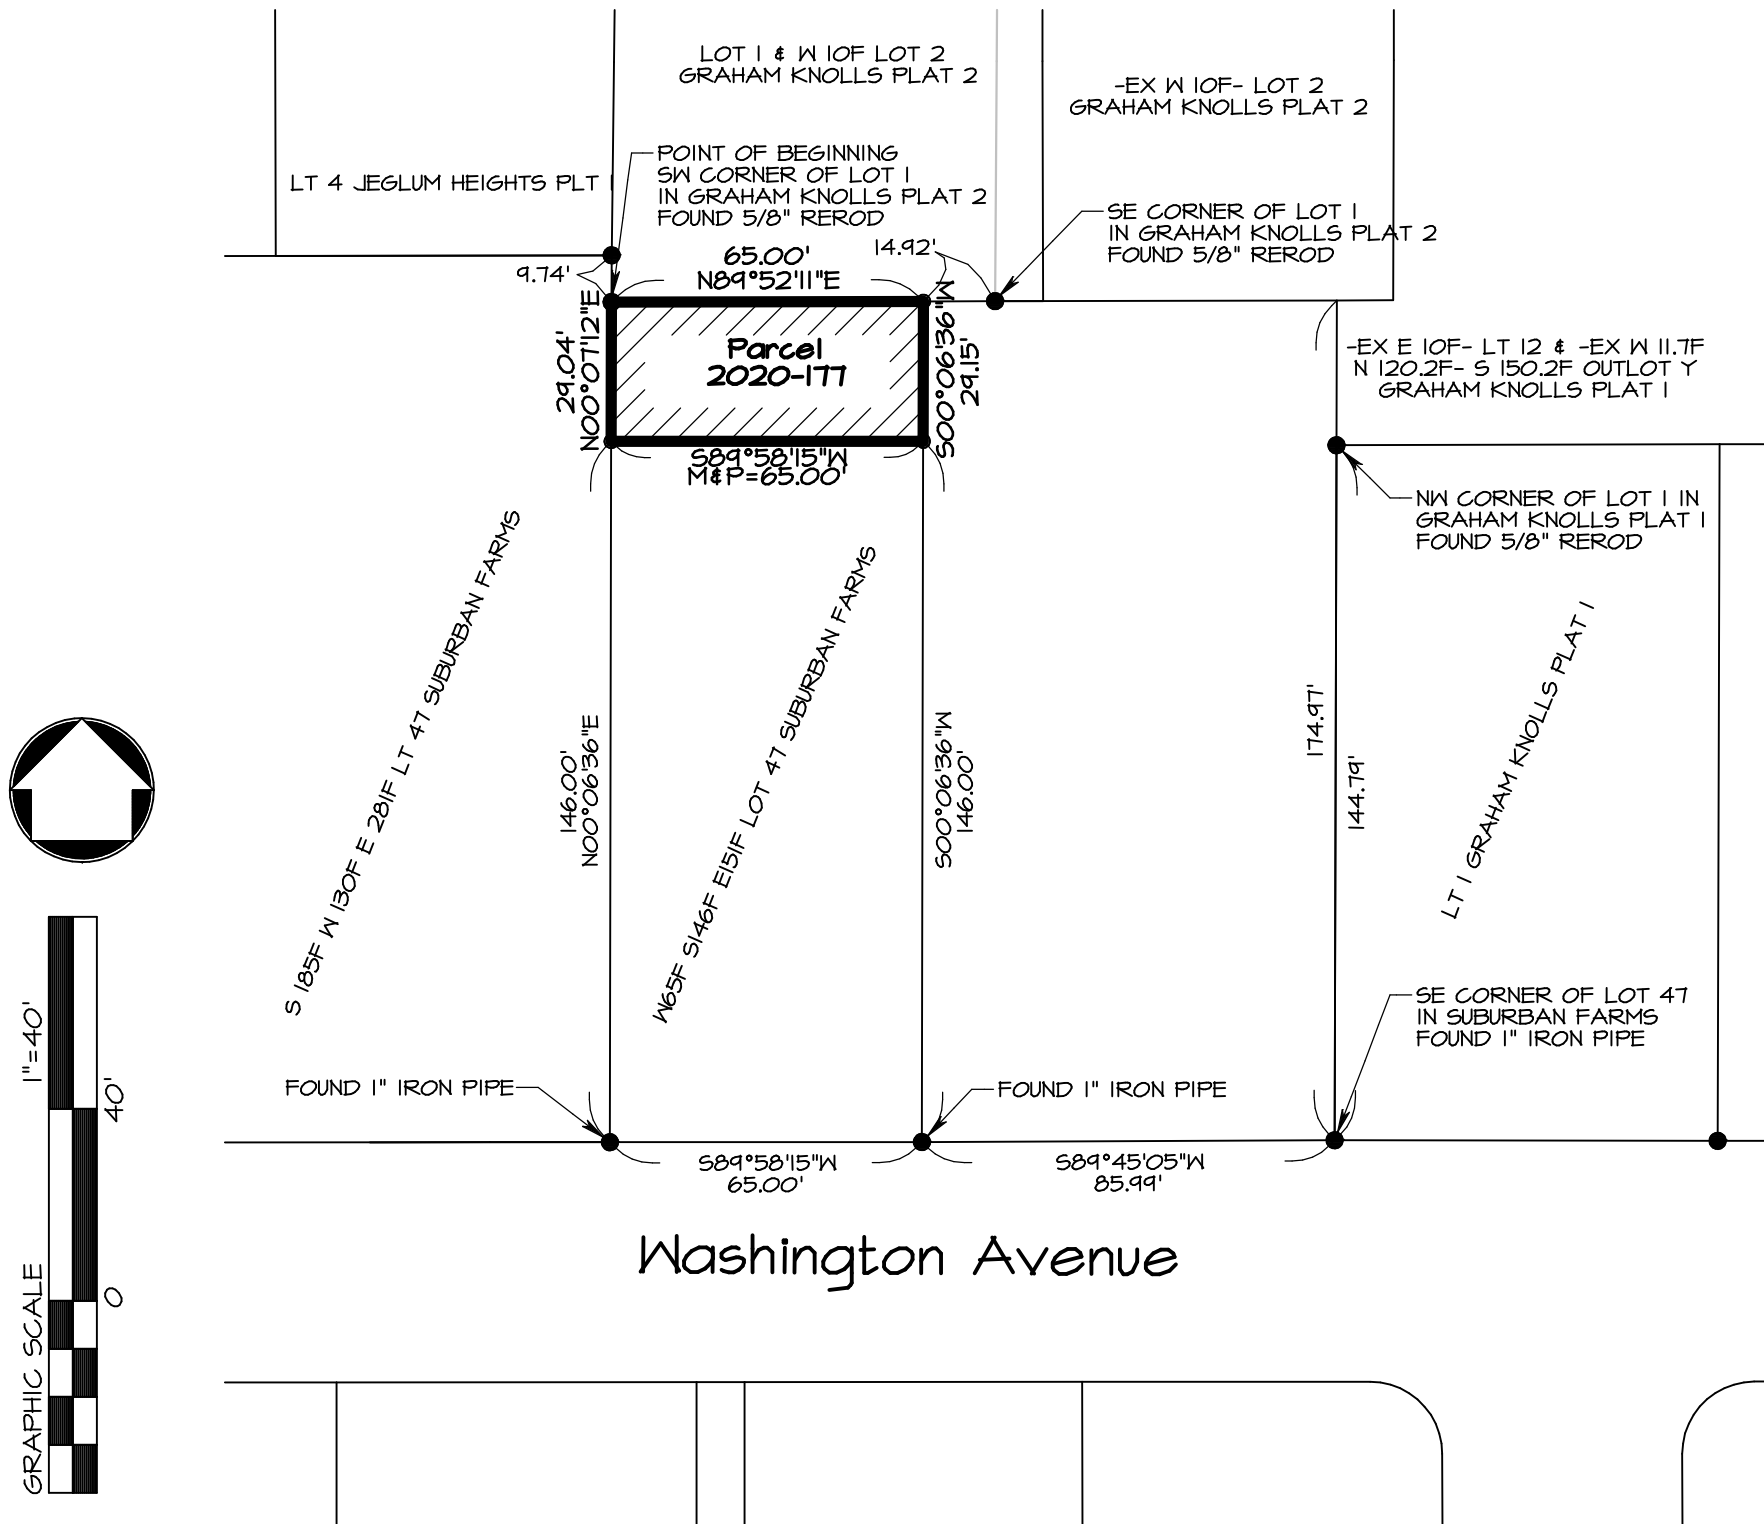 LOT 1 & W 10F LOT 2
GRAHAM KNOLLS PLAT 2
-EX W 10F- LOT 2
GRAHAM KNOLLS PLAT 2
LT 4 JEGLUM HEIGHTS PLT 1
POINT OF BEGINNING
SW CORNER OF LOT 1
IN GRAHAM KNOLLS PLAT 2
FOUND 5/8" REROD
SE CORNER OF LOT 1
IN GRAHAM KNOLLS PLAT 2
FOUND 5/8" REROD
9.74'
65.00'
N89°52'11"E
14.92'
29.04'
N00°07'12"E
Parcel
2020-177
S00°06'36"W
29.15'
S89°58'15"W
M&P=65.00'
-EX E 10F- LT 12 & -EX W 11.7F
N 120.2F- S 150.2F OUTLOT Y
GRAHAM KNOLLS PLAT 1
NW CORNER OF LOT 1 IN
GRAHAM KNOLLS PLAT 1
FOUND 5/8" REROD
S 185F W 130F E 281F LT 47 SUBURBAN FARMS
146.00'
N00°06'36"E
W65F S146F E151F LOT 47 SUBURBAN FARMS
S00°06'36"W
146.00'
174.97'
144.79'
LT 1 GRAHAM KNOLLS PLAT 1
SE CORNER OF LOT 47
IN SUBURBAN FARMS
FOUND 1" IRON PIPE
FOUND 1" IRON PIPE
FOUND 1" IRON PIPE
S89°58'15"W
65.00'
S89°45'05"W
85.99'
Washington Avenue
1"=40'
40'
0
GRAPHIC SCALE